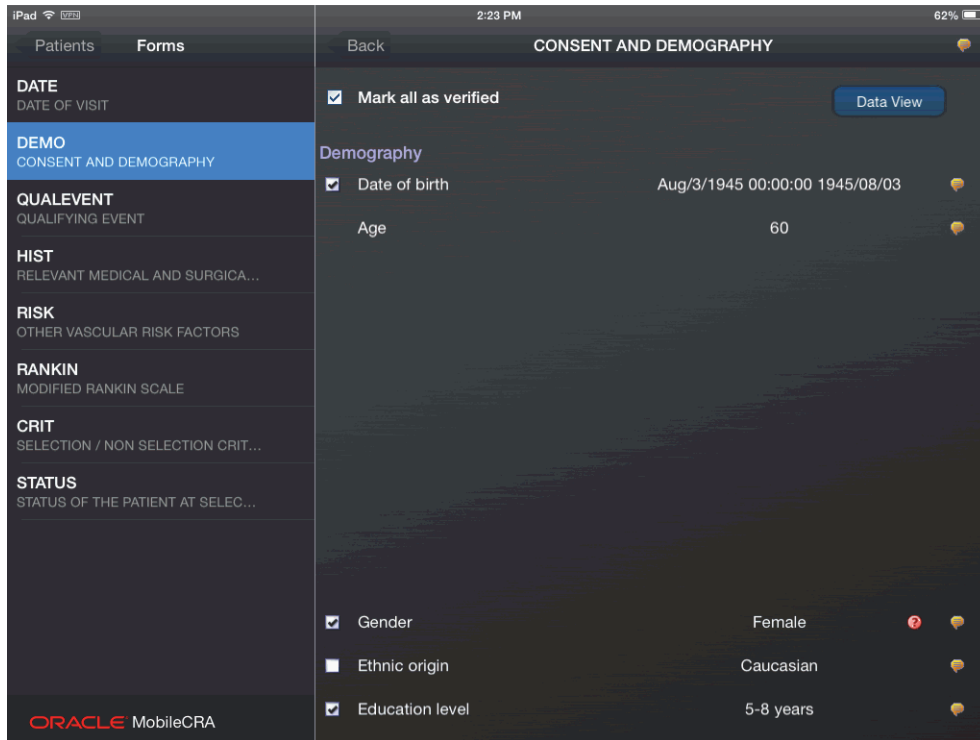 iPad VPN 2:23 PM 62%
Patients Forms
Back CONSENT AND DEMOGRAPHY
DATE
DATE OF VISIT
DEMO
CONSENT AND DEMOGRAPHY
QUALEVENT
QUALIFYING EVENT
HIST
RELEVANT MEDICAL AND SURGICA...
RISK
OTHER VASCULAR RISK FACTORS
RANKIN
MODIFIED RANKIN SCALE
CRIT
SELECTION / NON SELECTION CRIT...
STATUS
STATUS OF THE PATIENT AT SELEC...
ORACLE MobileCRA
Mark all as verified Data View
Demography
Date of birth Aug/3/1945 00:00:00 1945/08/03
Age 60
Gender Female ?
Ethnic origin Caucasian
Education level 5-8 years